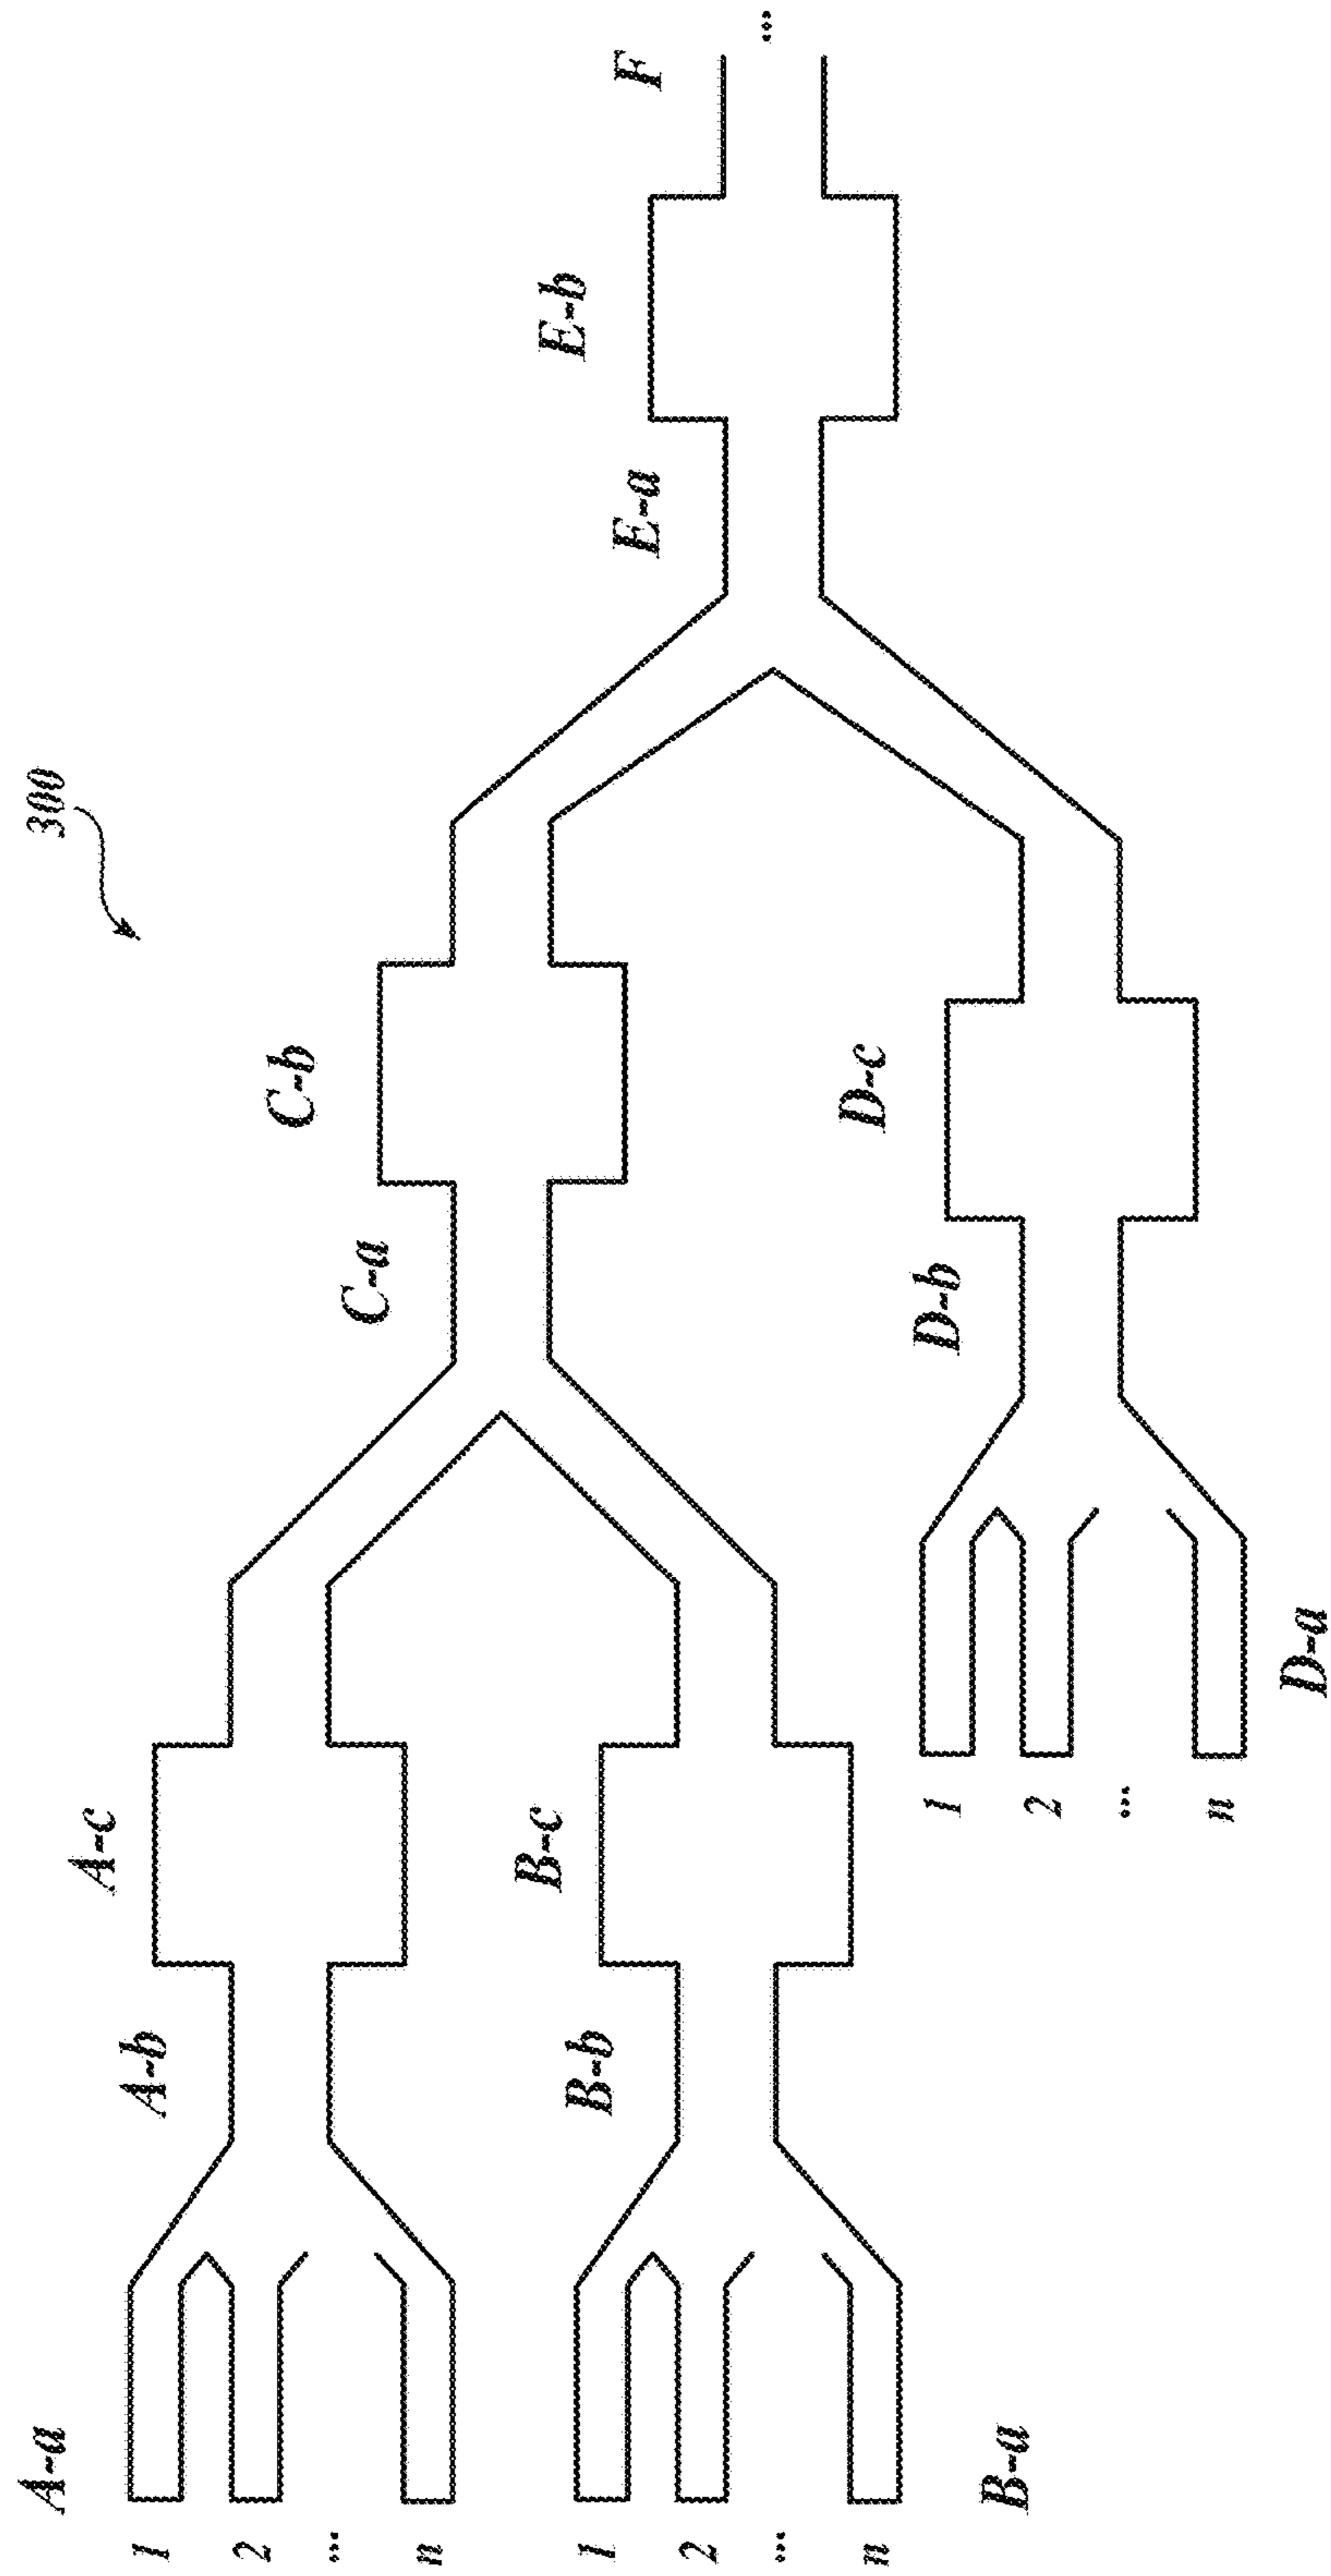 300
A-a
1
2
...
n
A-b
A-c
B-a
1
2
...
n
B-b
B-c
C-a
C-b
D-a
1
2
...
n
D-b
D-c
E-a
E-b
F
...